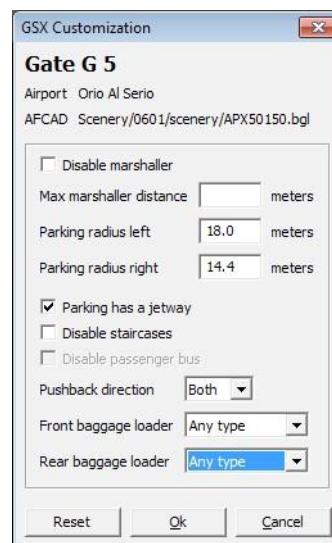 GSX Customization
Gate G 5
Airport Orio Al Serio
AFCAD Scenery/0601/scenery/APX50150.bgl
Disable marshaller
Max marshaller distance meters
Parking radius left 18.0 meters
Parking radius right 14.4 meters
Parking has a jetway
Disable staircases
Disable passenger bus
Pushback direction Both
Front baggage loader Any type
Rear baggage loader Any type
Reset Ok Cancel